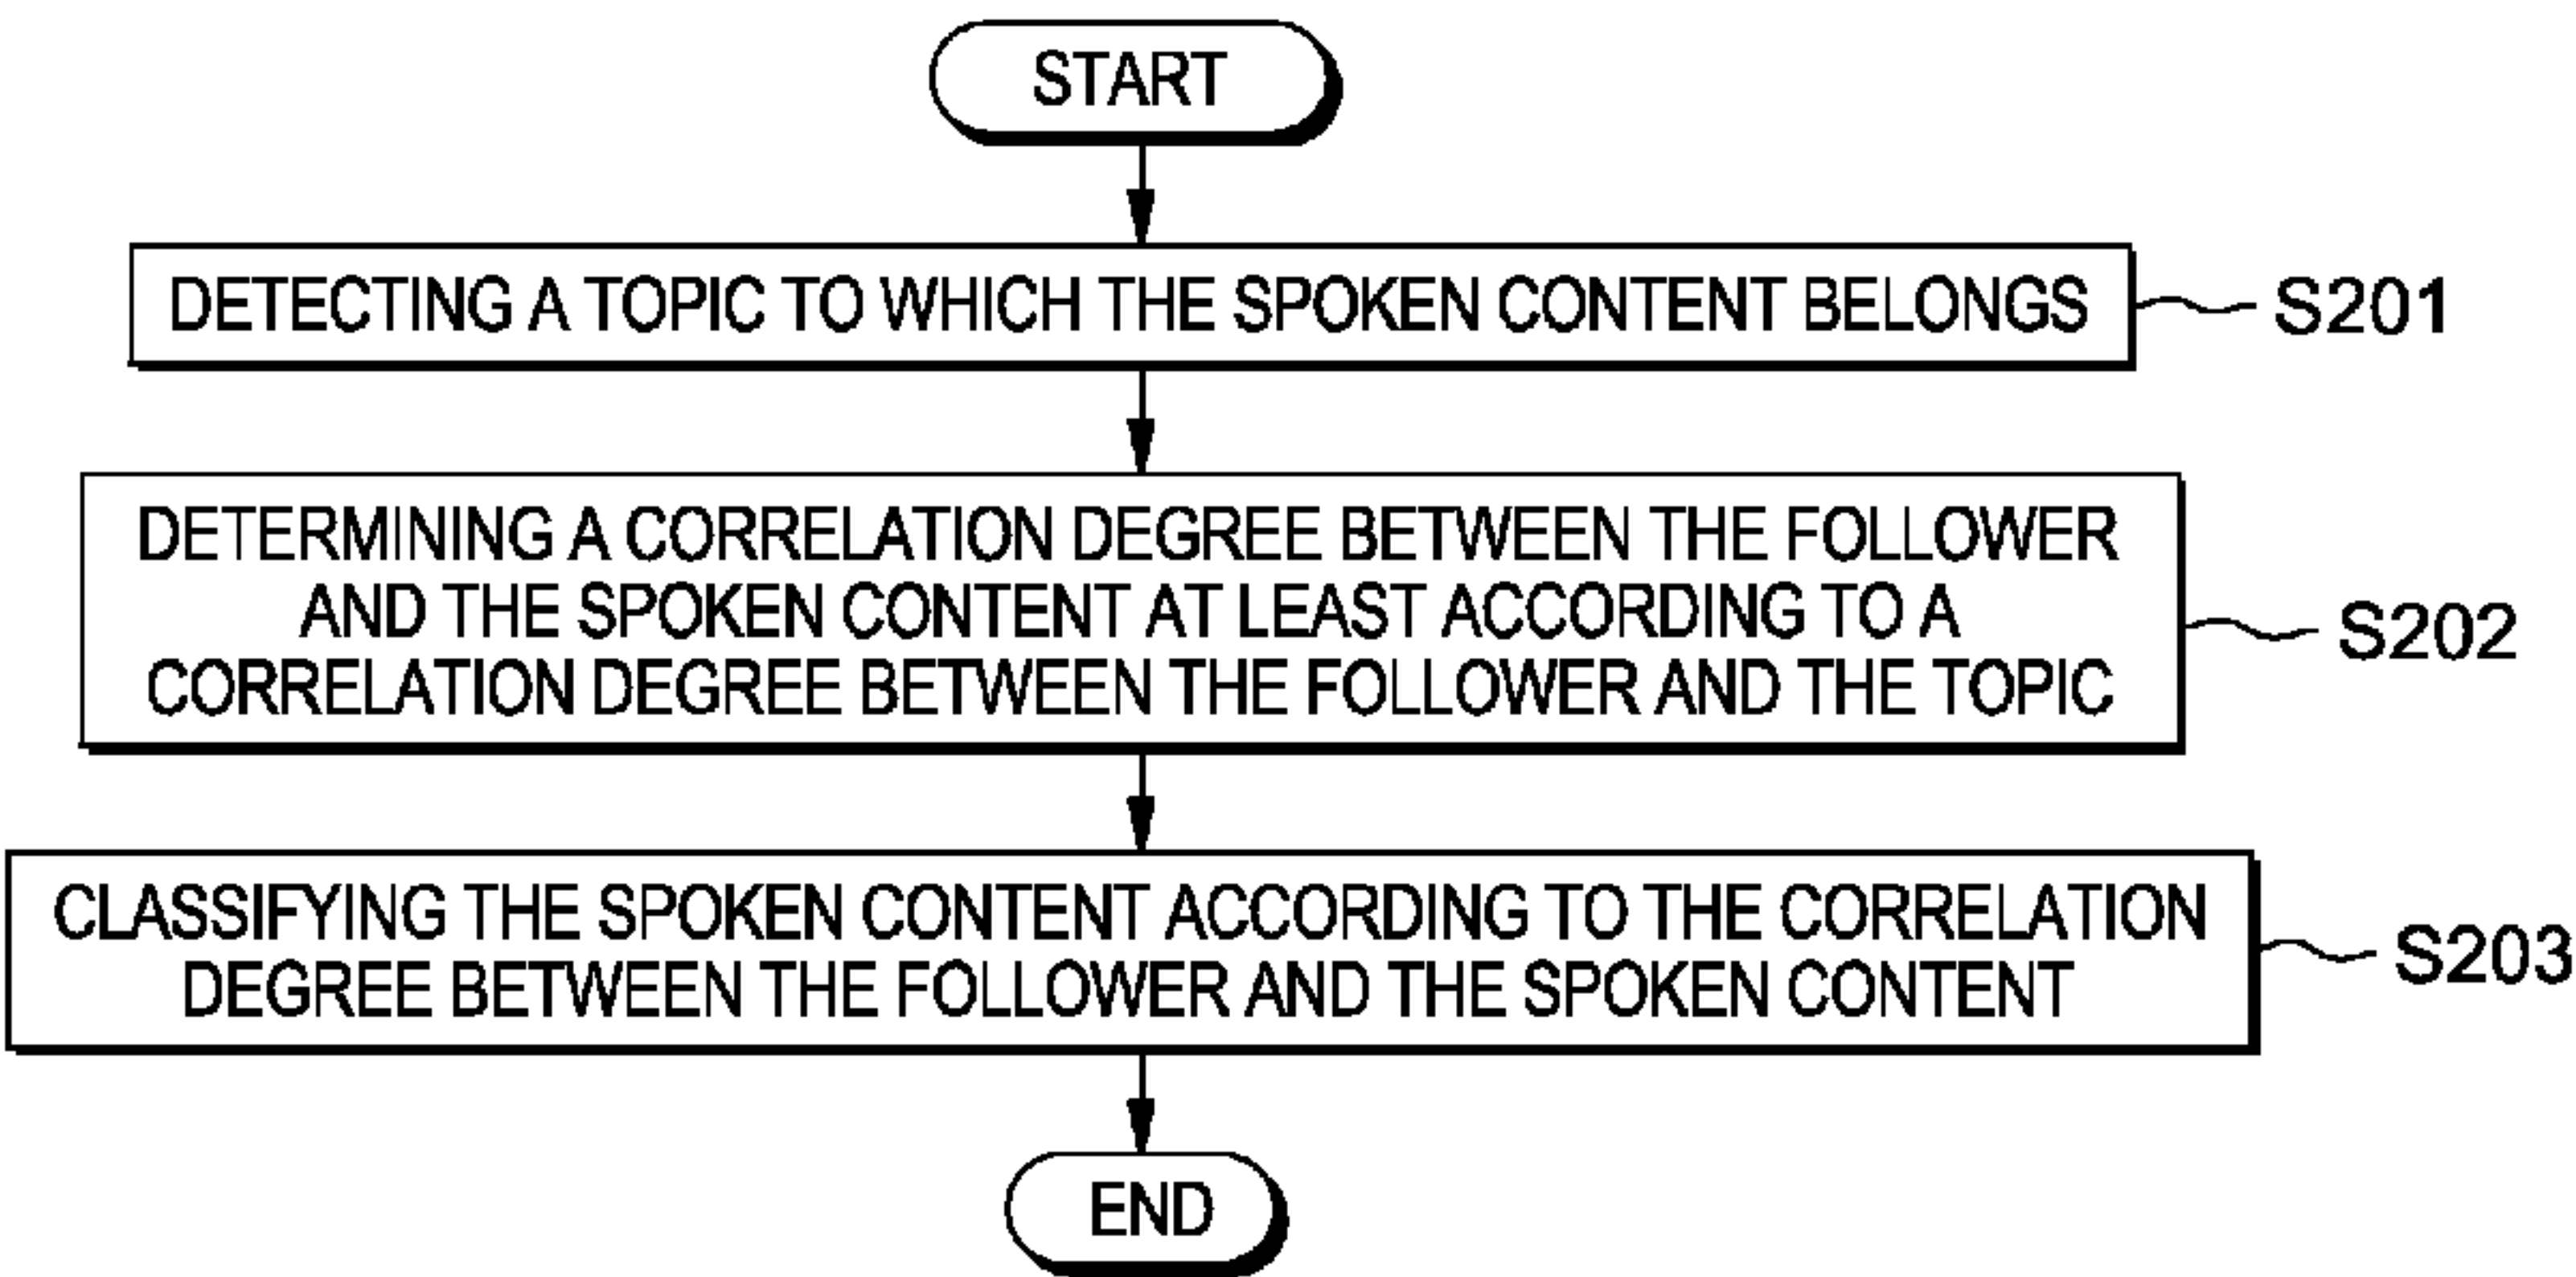 START
DETECTING A TOPIC TO WHICH THE SPOKEN CONTENT BELONGS
S201
DETERMINING A CORRELATION DEGREE BETWEEN THE FOLLOWER
AND THE SPOKEN CONTENT AT LEAST ACCORDING TO A
CORRELATION DEGREE BETWEEN THE FOLLOWER AND THE TOPIC
S202
CLASSIFYING THE SPOKEN CONTENT ACCORDING TO THE CORRELATION
DEGREE BETWEEN THE FOLLOWER AND THE SPOKEN CONTENT
S203
END